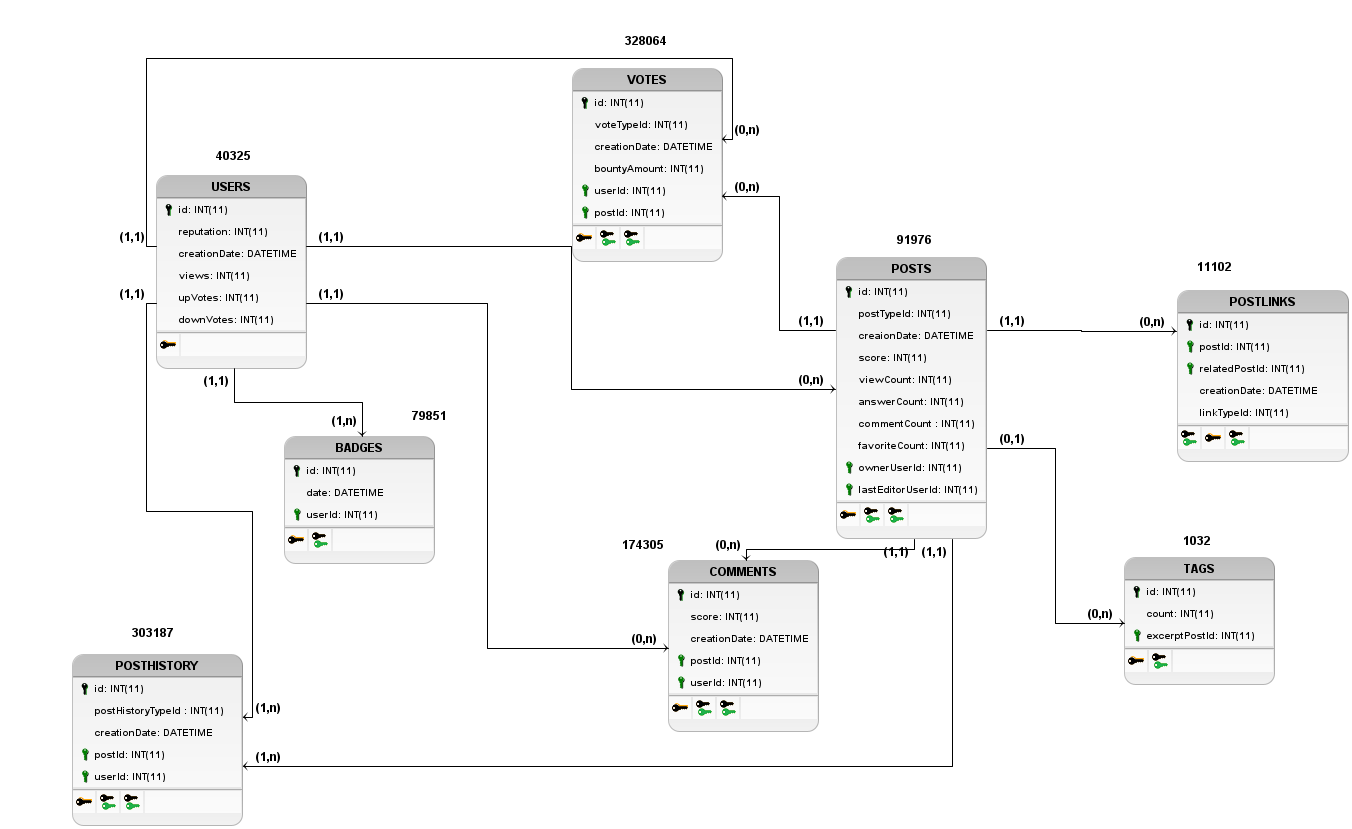 328064
VOTES
id: INT(11)
voteTypeId: INT(11)
creationDate: DATETIME
bountyAmount: INT(11)
userId: INT(11)
postId: INT(11)
(0,n)
(0,n)
40325
USERS
id: INT(11)
reputation: INT(11)
creationDate: DATETIME
views: INT(11)
upVotes: INT(11)
downVotes: INT(11)
(1,1)
(1,1)
(1,1)
(1,1)
(1,1)
(1,n)
79851
BADGES
id: INT(11)
date: DATETIME
userId: INT(11)
91976
POSTS
id: INT(11)
postTypeId: INT(11)
creaionDate: DATETIME
score: INT(11)
viewCount: INT(11)
answerCount: INT(11)
commentCount : INT(11)
favoriteCount: INT(11)
ownerUserId: INT(11)
lastEditorUserId: INT(11)
(1,1)
(0,n)
(1,1)
(0,n)
(0,1)
(1,1)
(1,1)
11102
POSTLINKS
id: INT(11)
postId: INT(11)
relatedPostId: INT(11)
creationDate: DATETIME
linkTypeId: INT(11)
174305
(0,n)
COMMENTS
id: INT(11)
score: INT(11)
creationDate: DATETIME
postId: INT(11)
userId: INT(11)
(0,n)
1032
TAGS
id: INT(11)
count: INT(11)
excerptPostId: INT(11)
(0,n)
303187
POSTHISTORY
id: INT(11)
postHistoryTypeId : INT(11)
creationDate: DATETIME
postId: INT(11)
userId: INT(11)
(1,n)
(1,n)